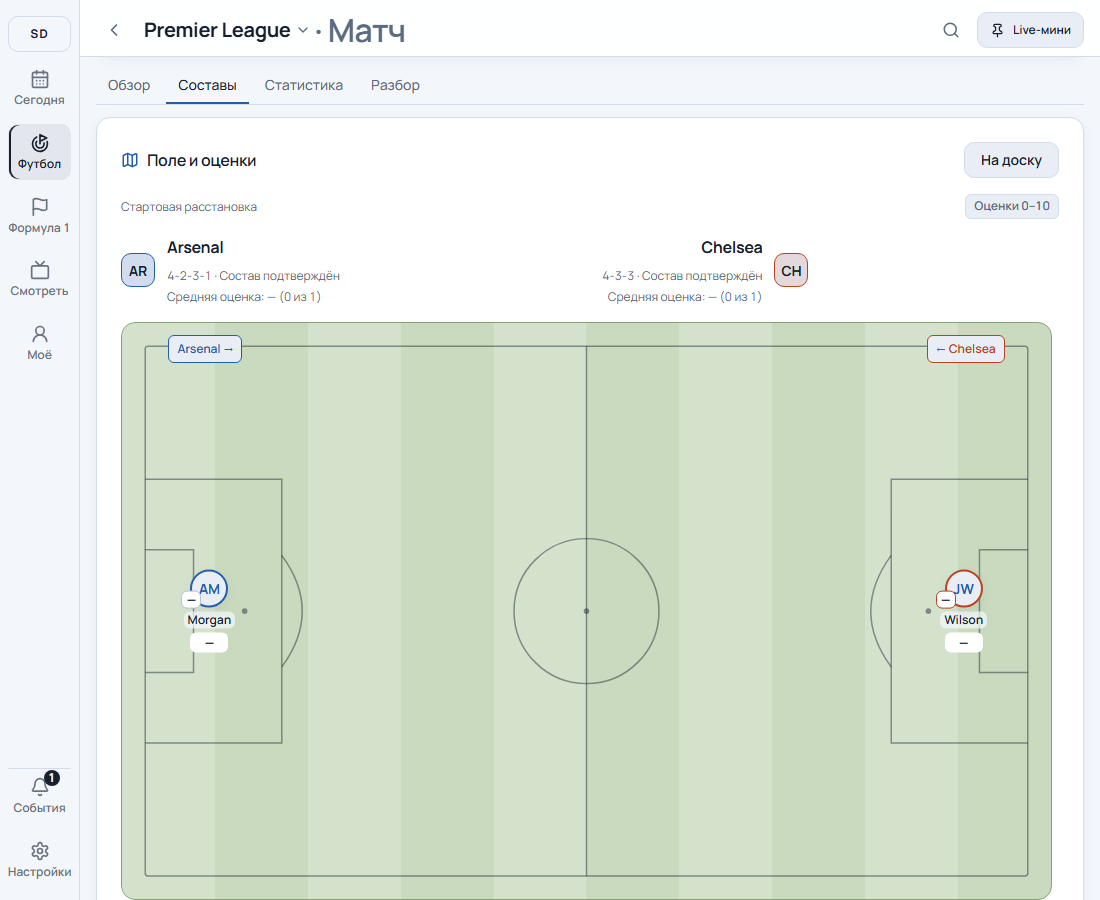 SD
Сегодня
Футбол
Формула 1
Смотреть
Моё
1
События
Настройки
Premier League · Матч
Live-мини
Обзор
Составы
Статистика
Разбор
Поле и оценки
На доску
Стартовая расстановка
Оценки 0–10
AR
Arsenal
4-2-3-1 · Состав подтверждён
Средняя оценка: — (0 из 1)
Chelsea
4-3-3 · Состав подтверждён
Средняя оценка: — (0 из 1)
CH
Arsenal →
← Chelsea
AM
–
Morgan
–
JW
–
Wilson
–